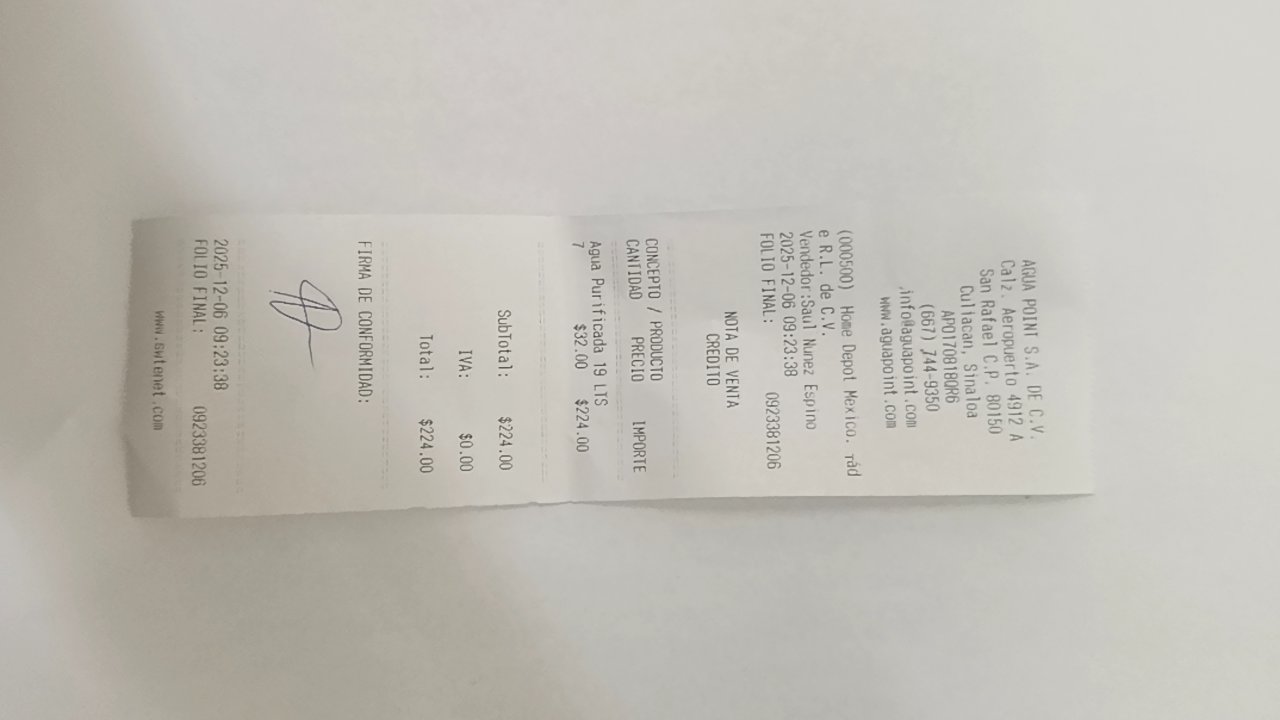 AGUA POINT S.A. DE C.V.
Calz. Aeropuerto 4912 A
San Rafael C.P. 80150
Culiacan, Sinaloa
APO170818QR6
(667) 744-9350
info@aguapoint.com
www.aguapoint.com
(000500) Home Depot Mexico. rád
e R.L. de C.V.
Vendedor:Saul Nunez Espino
2025-12-06 09:23:38
FOLIO FINAL: 0923381206
NOTA DE VENTA
CREDITO
CONCEPTO / PRODUCTO
CANTIDAD PRECIO IMPORTE
Agua Purificada 19 LTS
7 $32.00 $224.00
SubTotal: $224.00
IVA: $0.00
Total: $224.00
FIRMA DE CONFORMIDAD:
2025-12-06 09:23:38
FOLIO FINAL: 0923381206
www.gwtenet.com